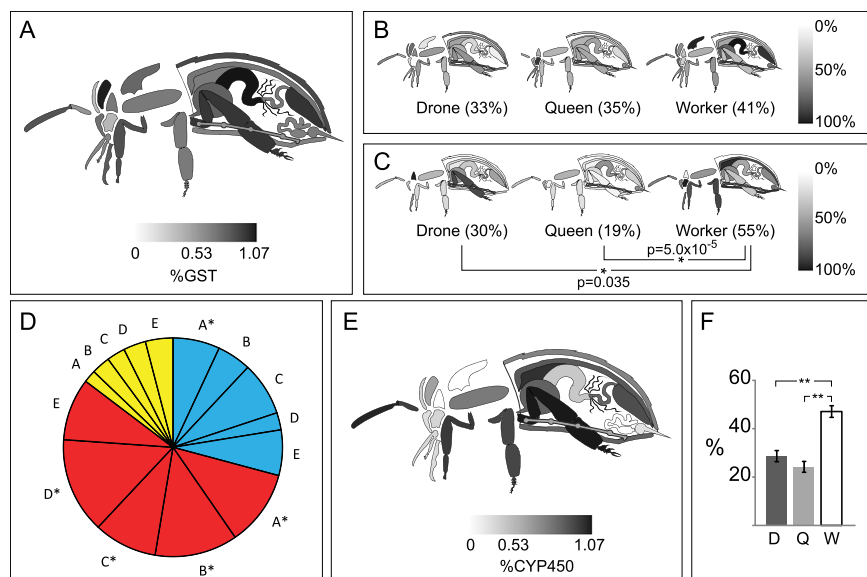 A
0 0.53 1.07
%GST
B
Drone (33%) Queen (35%) Worker (41%)
0%
50%
100%
C
Drone (30%) Queen (19%) Worker (55%)
p=5.0x10-5
*
*
p=0.035
0%
50%
100%
D
A*
B
C
D
E
A*
B*
C*
D*
E
A
B
C
D
E
E
0 0.53 1.07
%CYP450
F
%
60
40
20
**
**
D Q W